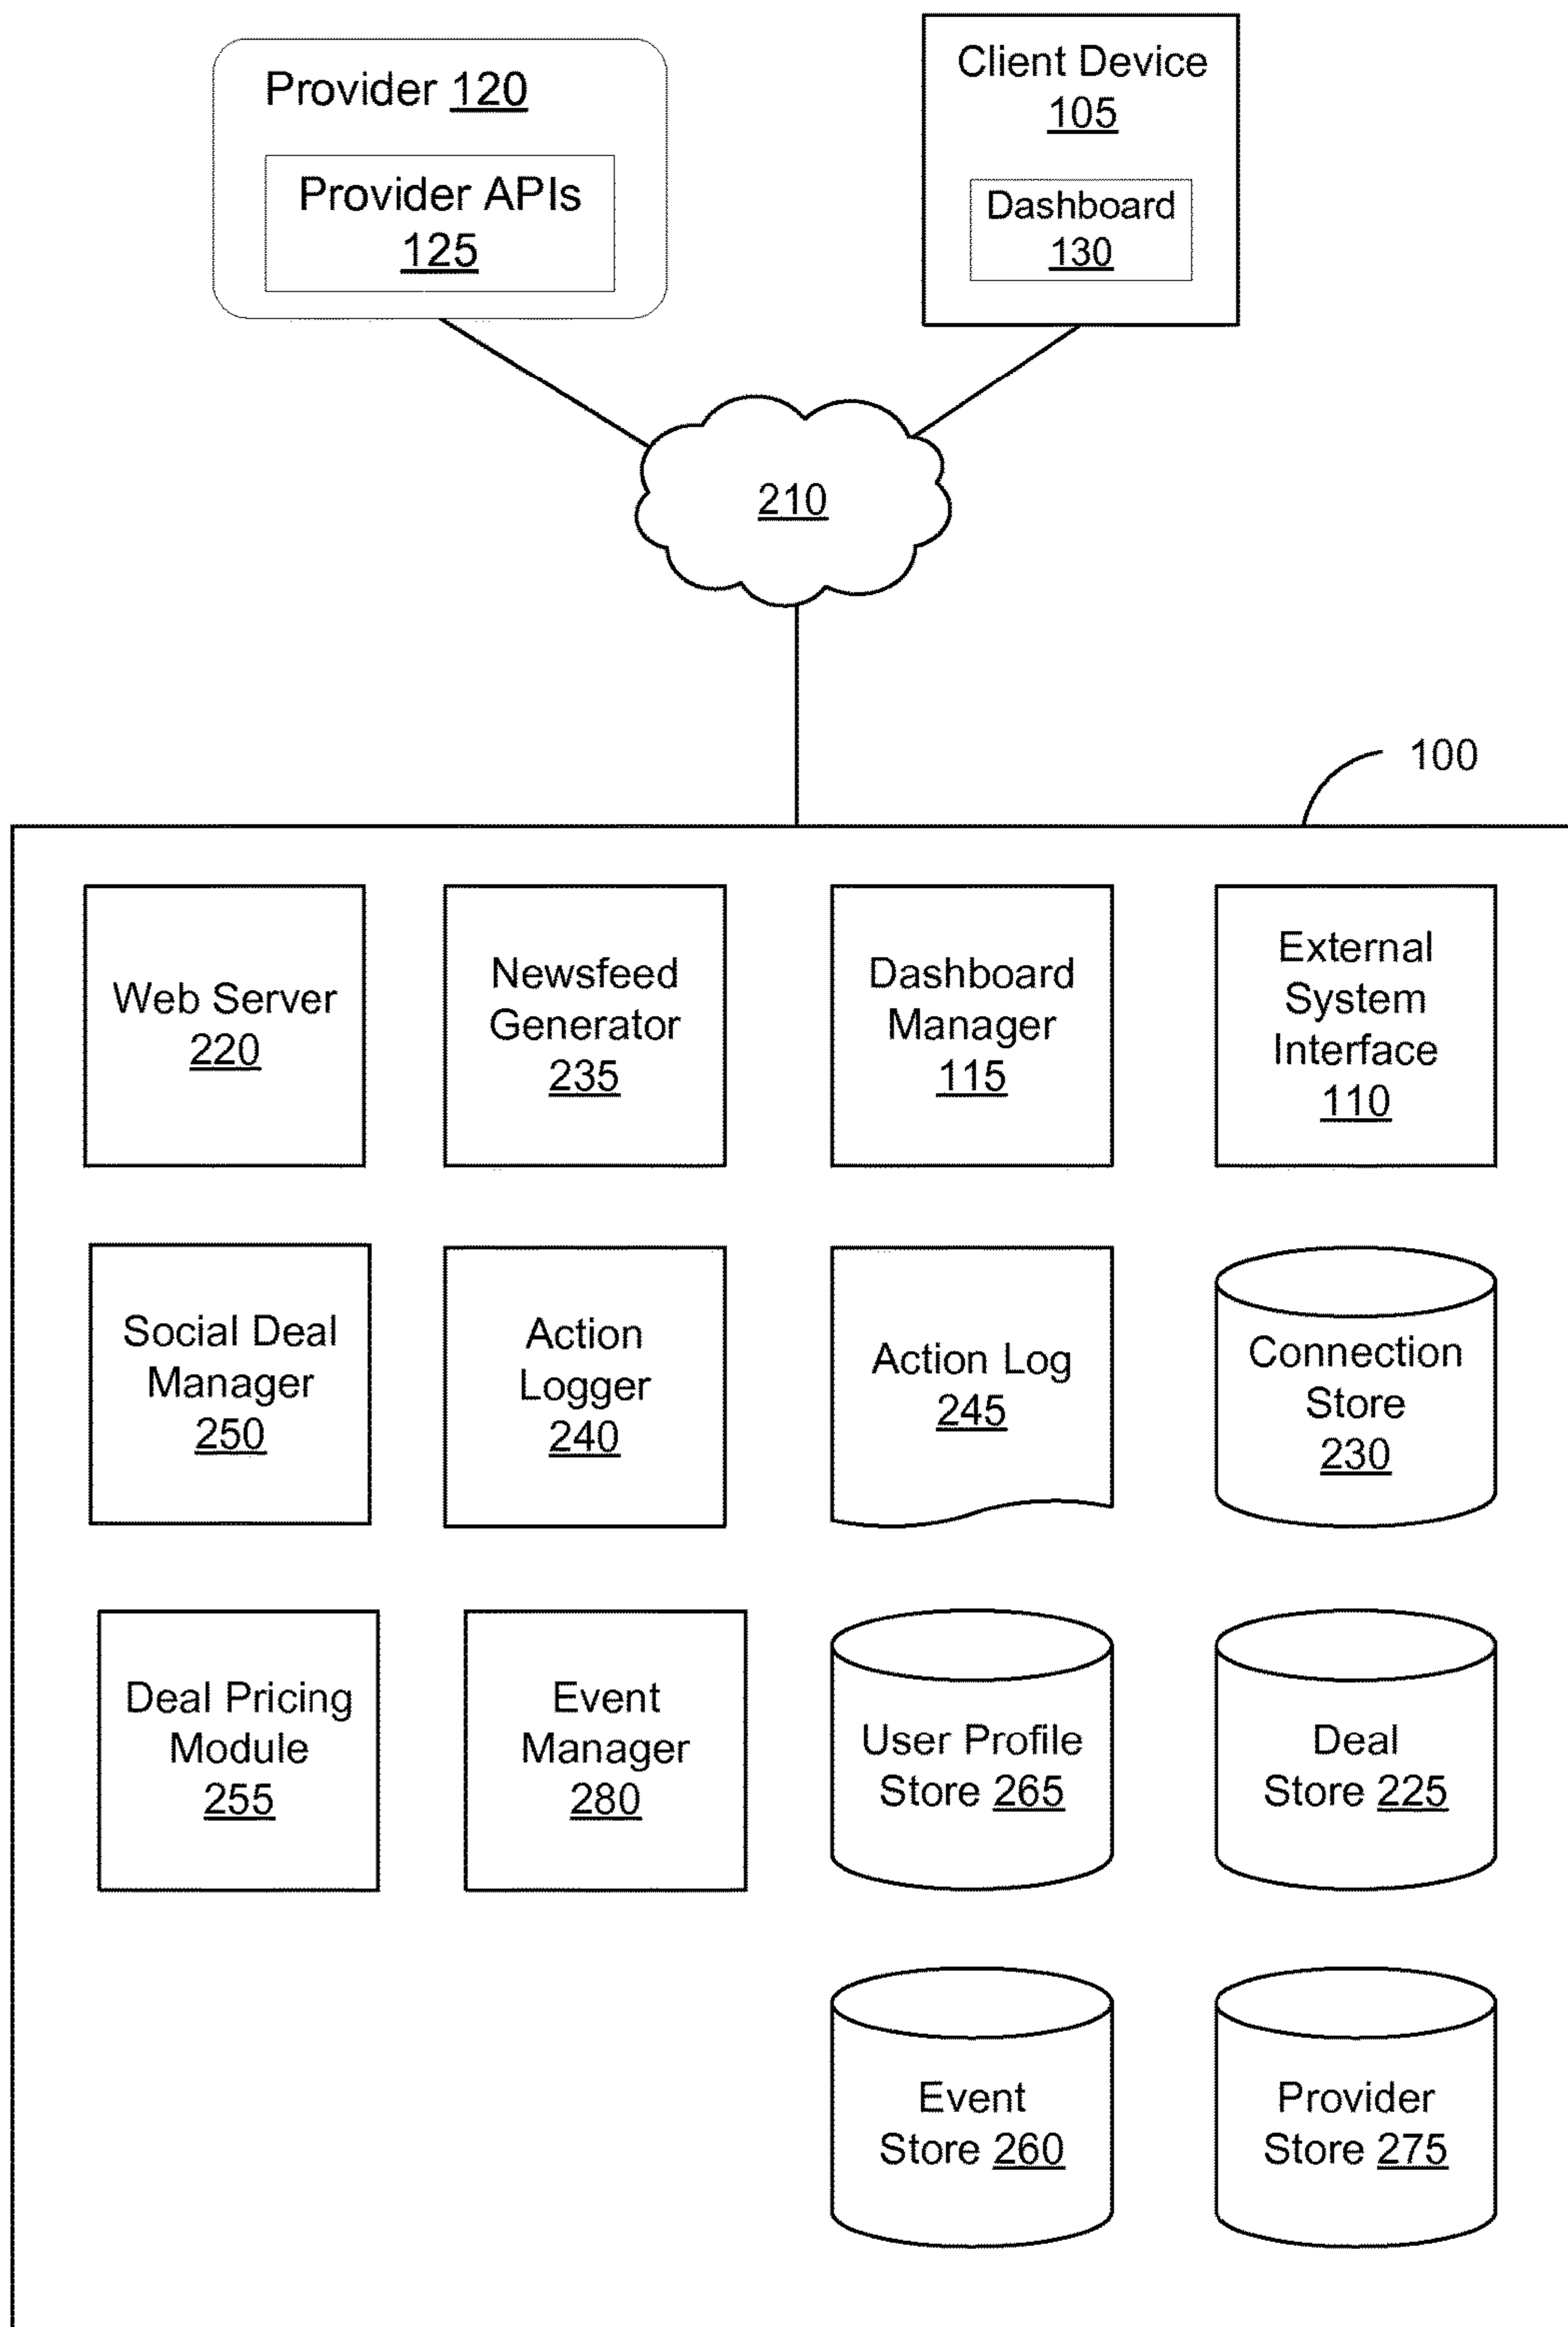 Provider 120
Provider APIs
125
Client Device
105
Dashboard
130
210
100
Web Server
220
Newsfeed
Generator
235
Dashboard
Manager
115
External
System
Interface
110
Social Deal
Manager
250
Action
Logger
240
Action Log
245
Connection
Store
230
Deal Pricing
Module
255
Event
Manager
280
User Profile
Store 265
Deal
Store 225
Event
Store 260
Provider
Store 275